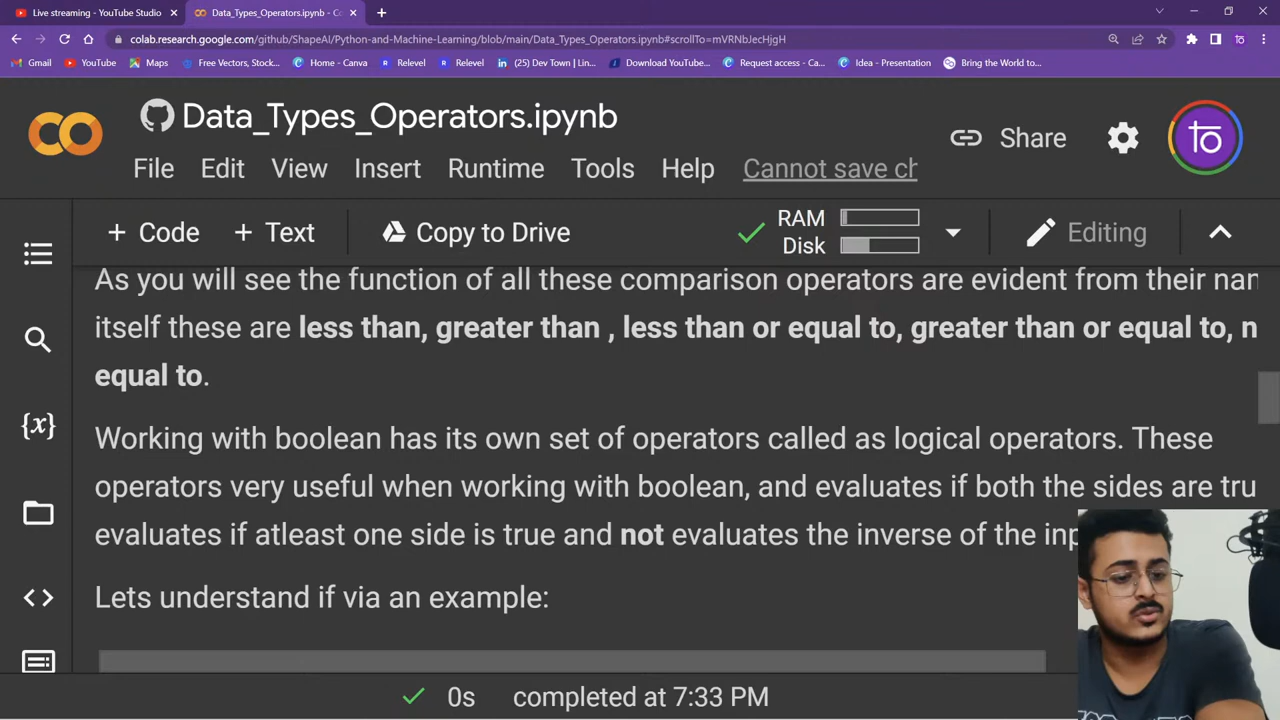 Live streaming - YouTube Studio
Data_Types_Operators.ipynb - Co
colab.research.google.com/github/ShapeAI/Python-and-Machine-Learning/blob/main/Data_Types_Operators.ipynb#scrollTo=mVRNbJecHjgH
Gmail YouTube Maps Free Vectors, Stock... Home - Canva Relevel Relevel (25) Dev Town | Lin... Download YouTube... Request access - Ca... Idea - Presentation Bring the World to...
Data_Types_Operators.ipynb
Share
File Edit View Insert Runtime Tools Help Cannot save ch
+ Code + Text Copy to Drive RAM Editing
Disk
As you will see the function of all these comparison operators are evident from their nam
itself these are less than, greater than , less than or equal to, greater than or equal to, n
equal to.
Working with boolean has its own set of operators called as logical operators. These
operators very useful when working with boolean, and evaluates if both the sides are tru
evaluates if atleast one side is true and not evaluates the inverse of the inp
Lets understand if via an example:
0s completed at 7:33 PM